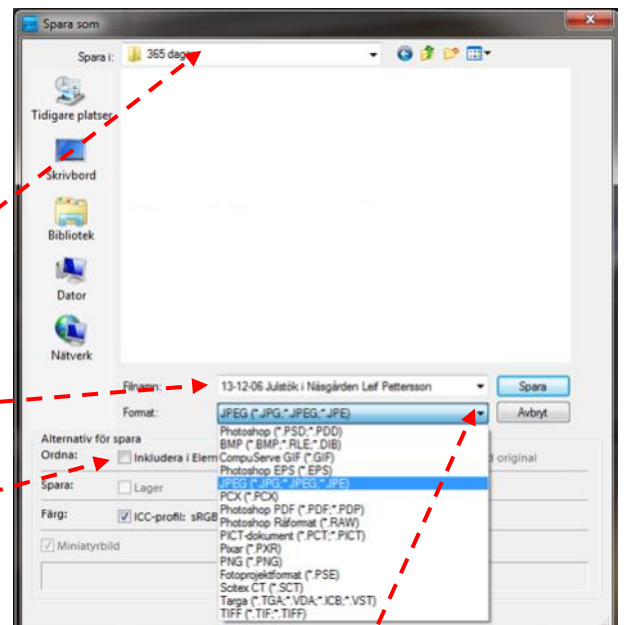 Spara som
Spara i: 365 dagar
Tidigare platser
Skrivbord
Bibliotek
Dator
Nätverk
Filnamn: 13-12-06 Julstök i Näsgården Leif Pettersson Spara
Format: JPEG (*.JPG;*.JPEG;*.JPE) Avbryt
Alternativ för spara
Ordna: Inkludera i Elem original
Spara: Lager
Färg: ICC-profil: sRGB
Miniatyrbild
Photoshop (*.PSD;*.PDD)
BMP (*.BMP;*.RLE;*.DIB)
CompuServe GIF (*.GIF)
Photoshop EPS (*.EPS)
JPEG (*.JPG;*.JPEG;*.JPE)
PCX (*.PCX)
Photoshop PDF (*.PDF;*.PDP)
Photoshop Råformat (*.RAW)
PICT-dokument (*.PCT;*.PICT)
Pixar (*.PXR)
PNG (*.PNG)
Fotoprojektformat (*.PSE)
Scitex CT (*.SCT)
Targa (*.TGA;*.VDA;*.ICB;*.VST)
TIFF (*.TIF;*.TIFF)